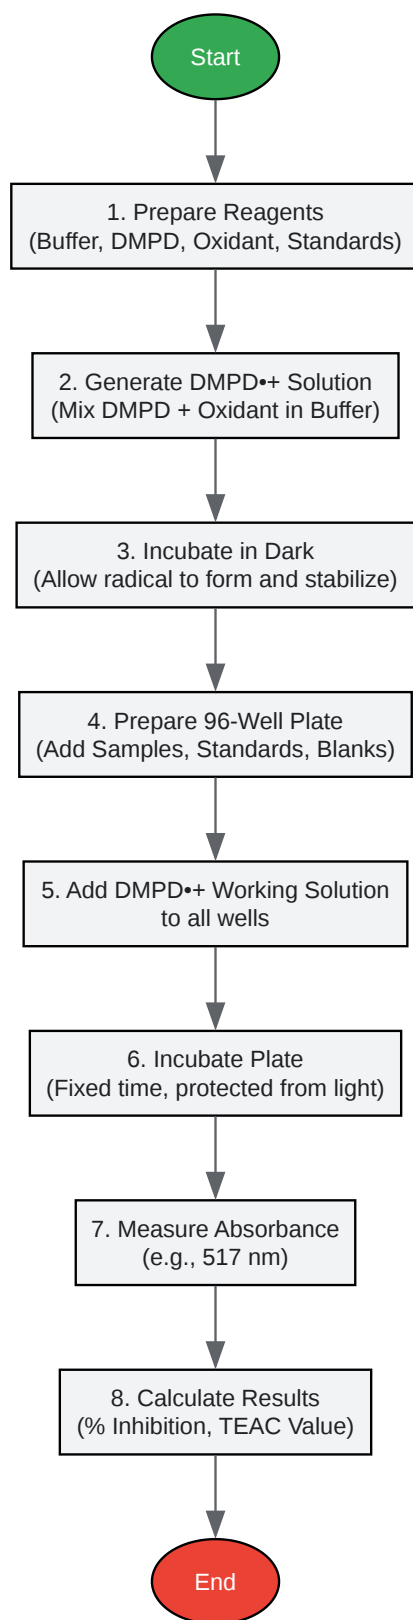 Start
1. Prepare Reagents
(Buffer, DMPD, Oxidant, Standards)
2. Generate DMPD•+ Solution
(Mix DMPD + Oxidant in Buffer)
3. Incubate in Dark
(Allow radical to form and stabilize)
4. Prepare 96-Well Plate
(Add Samples, Standards, Blanks)
5. Add DMPD•+ Working Solution
to all wells
6. Incubate Plate
(Fixed time, protected from light)
7. Measure Absorbance
(e.g., 517 nm)
8. Calculate Results
(% Inhibition, TEAC Value)
End